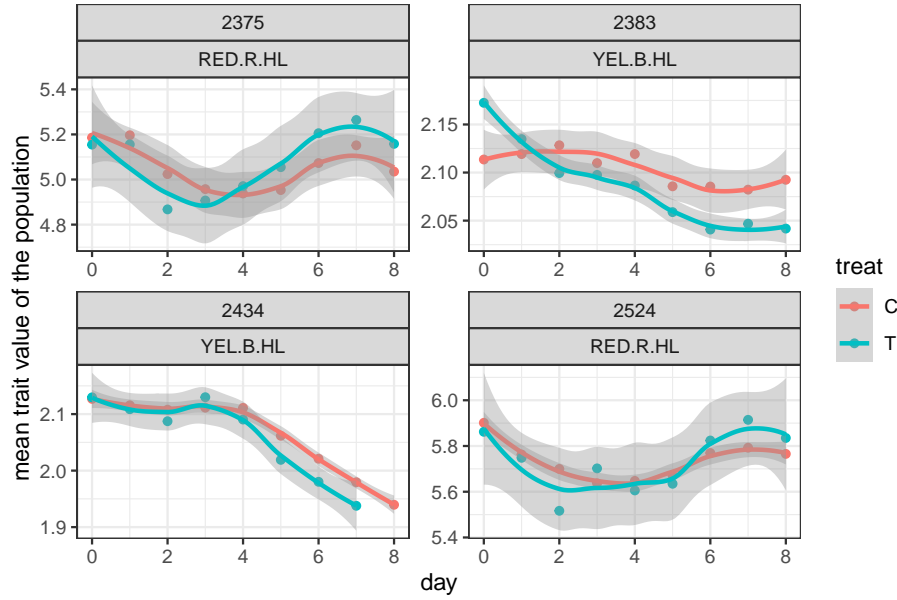 2375
RED.R.HL
5.4
5.2
5.0
4.8
0 2 4 6 8
2383
YEL.B.HL
2.15
2.10
2.05
0 2 4 6 8
2434
YEL.B.HL
2.1
2.0
1.9
0 2 4 6 8
2524
RED.R.HL
6.0
5.8
5.6
5.4
0 2 4 6 8
mean trait value of the population
day
treat
C
T